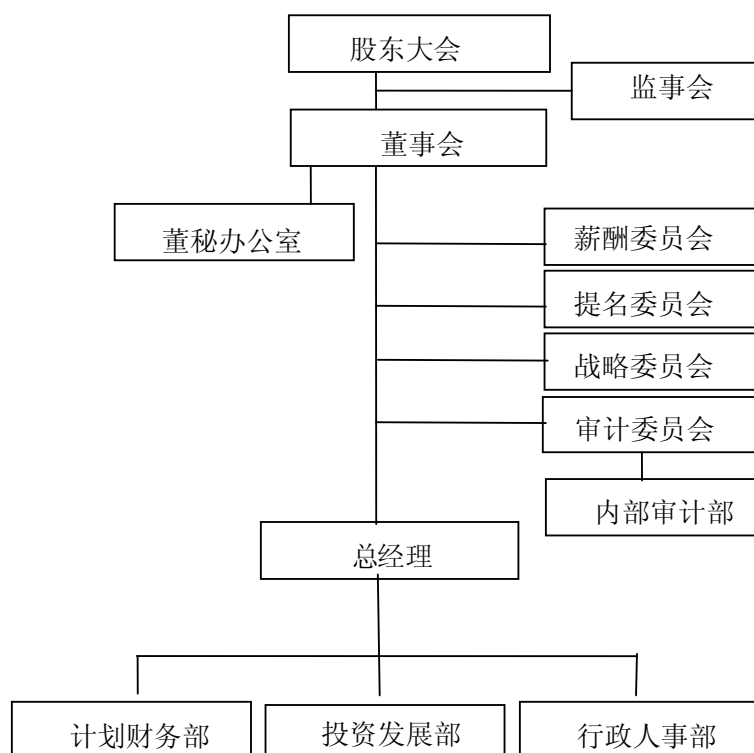 股东大会
监事会
董事会
董秘办公室
薪酬委员会
提名委员会
战略委员会
审计委员会
内部审计部
总经理
计划财务部
投资发展部
行政人事部